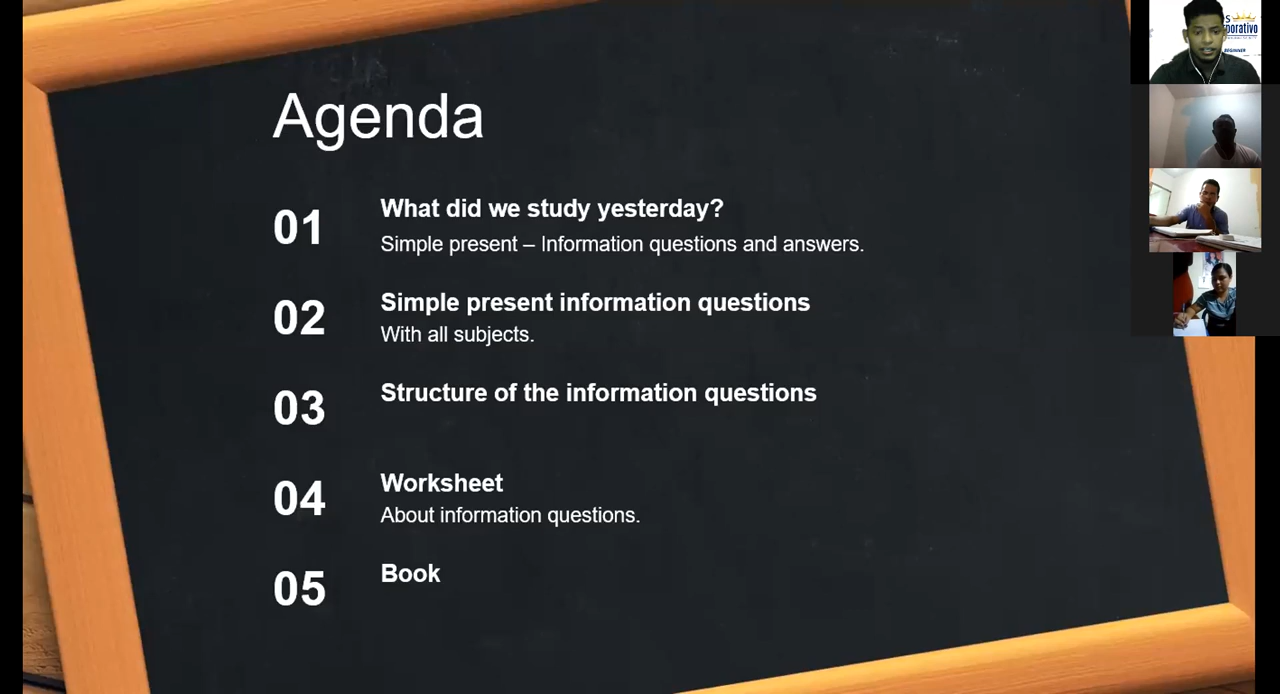 Agenda
01
What did we study yesterday?
Simple present – Information questions and answers.
02
Simple present information questions
With all subjects.
03
Structure of the information questions
04
Worksheet
About information questions.
05
Book
BEGINNER